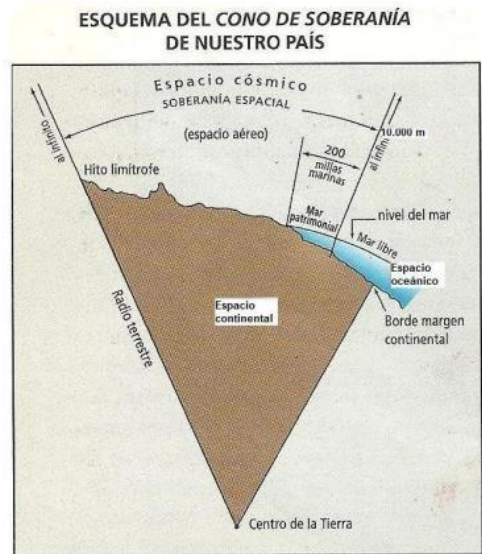 ESQUEMA DEL CONO DE SOBERANÍA
DE NUESTRO PAÍS
Espacio cósmico
SOBERANÍA ESPACIAL
(espacio aéreo)
al infinito
10.000 m
al infini
Hito limítrofe
200
millas
marinas
Mar
patrimonial
nivel del mar
Mar libre
Espacio
oceánico
Espacio
continental
Radio terrestre
Borde margen
continental
Centro de la Tierra